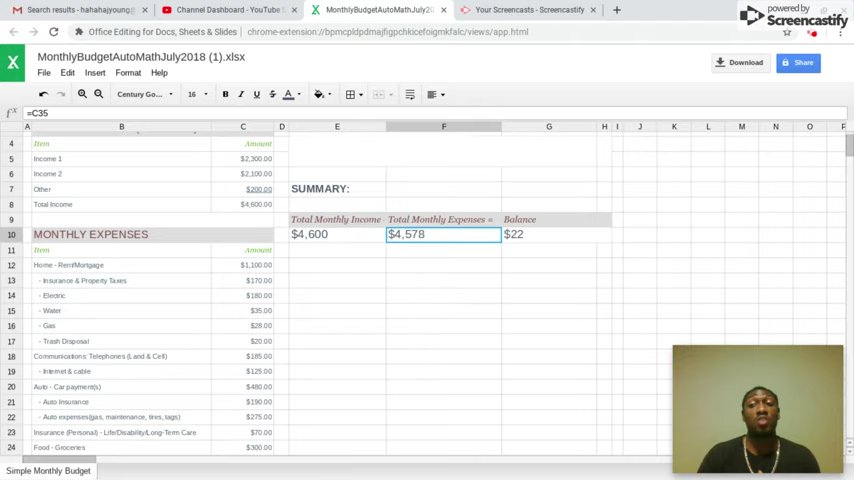 Search results - hahahajyoung@
Channel Dashboard - YouTube S
MonthlyBudgetAutoMathJuly20
Your Screencasts - Screencastify
powered by
Screencastify
Office Editing for Docs, Sheets & Slides
chrome-extension://bpmcpldpdmajfigpchkicefoigmkfalc/views/app.html
MonthlyBudgetAutoMathJuly2018 (1).xlsx
File Edit Insert Format Help
Download
Share
Century Go...
16
B I U S A
fx =C35
A B C D E F G H I J K L M N O
4 Item Amount
5 Income 1 $2,300.00
6 Income 2 $2,100.00
7 Other $200.00 SUMMARY:
8 Total Income $4,600.00
9 Total Monthly Income - Total Monthly Expenses = Balance
10 MONTHLY EXPENSES $4,600 $4,578 $22
11 Item Amount
12 Home - Rent/Mortgage $1,100.00
13 - Insurance & Property Taxes $170.00
14 - Electric $180.00
15 - Water $35.00
16 - Gas $28.00
17 - Trash Disposal $20.00
18 Communications: Telephones (Land & Cell) $185.00
19 - Internet & cable $125.00
20 Auto - Car payment(s) $480.00
21 - Auto Insurance $190.00
22 - Auto expenses(gas, maintenance, tires, tags) $275.00
23 Insurance (Personal) - Life/Disability/Long-Term Care $70.00
24 Food - Groceries $300.00
Simple Monthly Budget